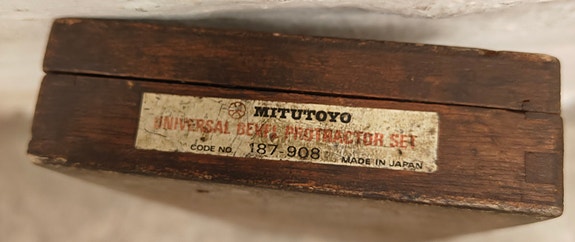 MITUTOYO
UNIVERSAL BEVEL PROTRACTOR SET
CODE NO. 187-908
MADE IN JAPAN